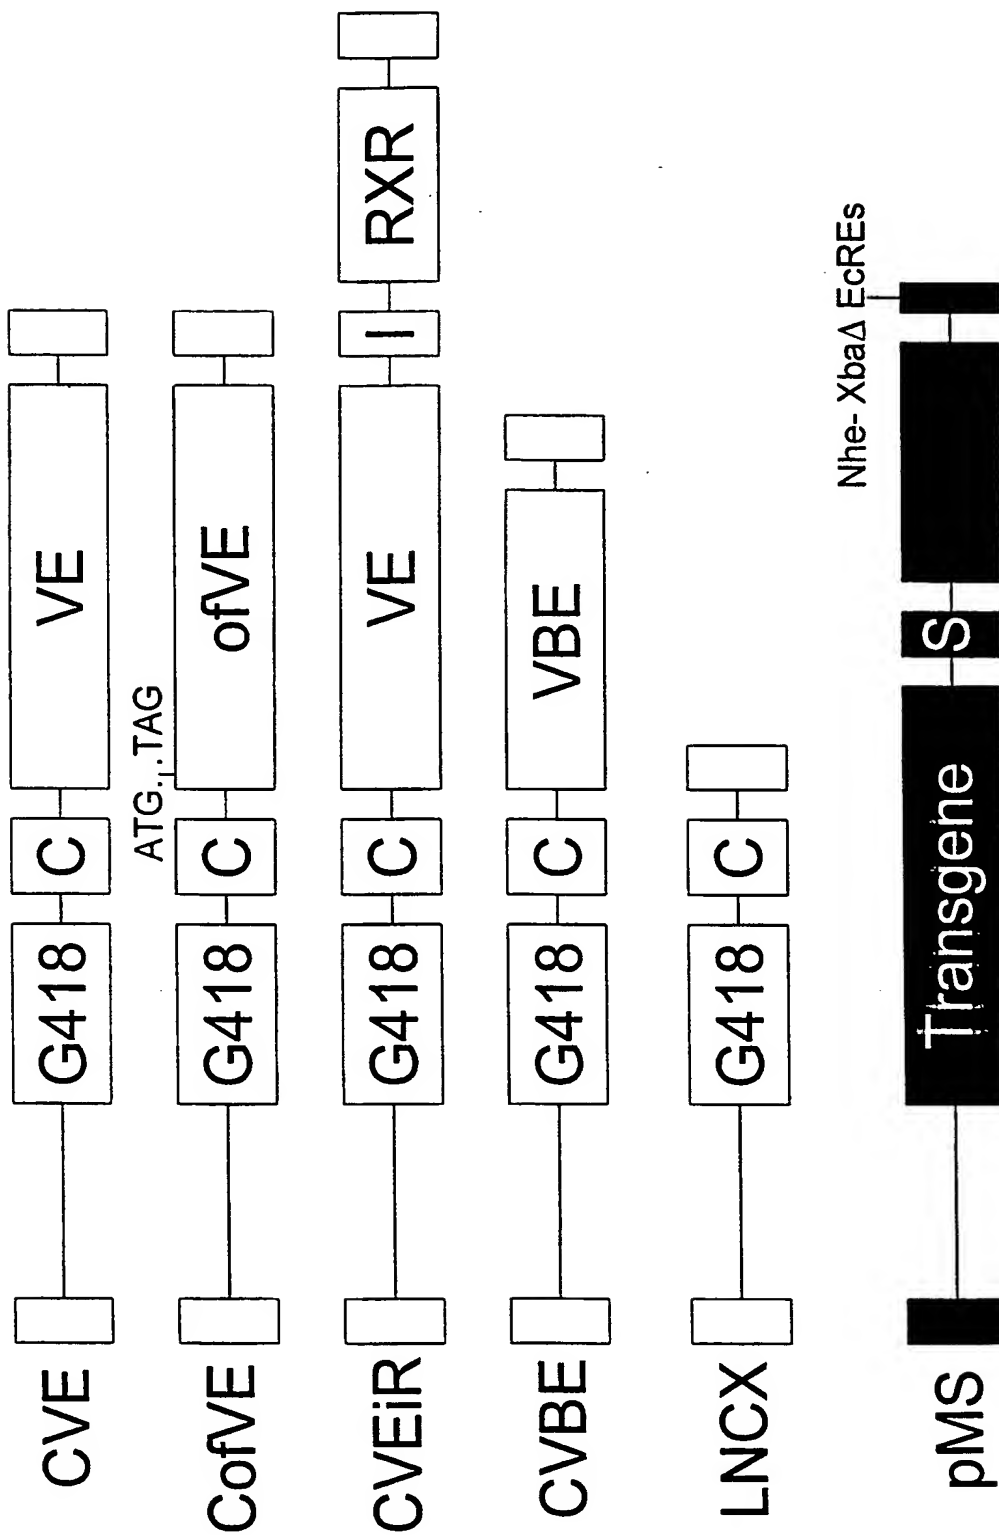 CVE G418 C VE
ATG...TAG
CofVE G418 C ofVE
CVEiR G418 C VE I RXR
CVBE G418 C VBE
LNCX G418 C
Nhe- XbaΔ EcREs
pMS Transgene S